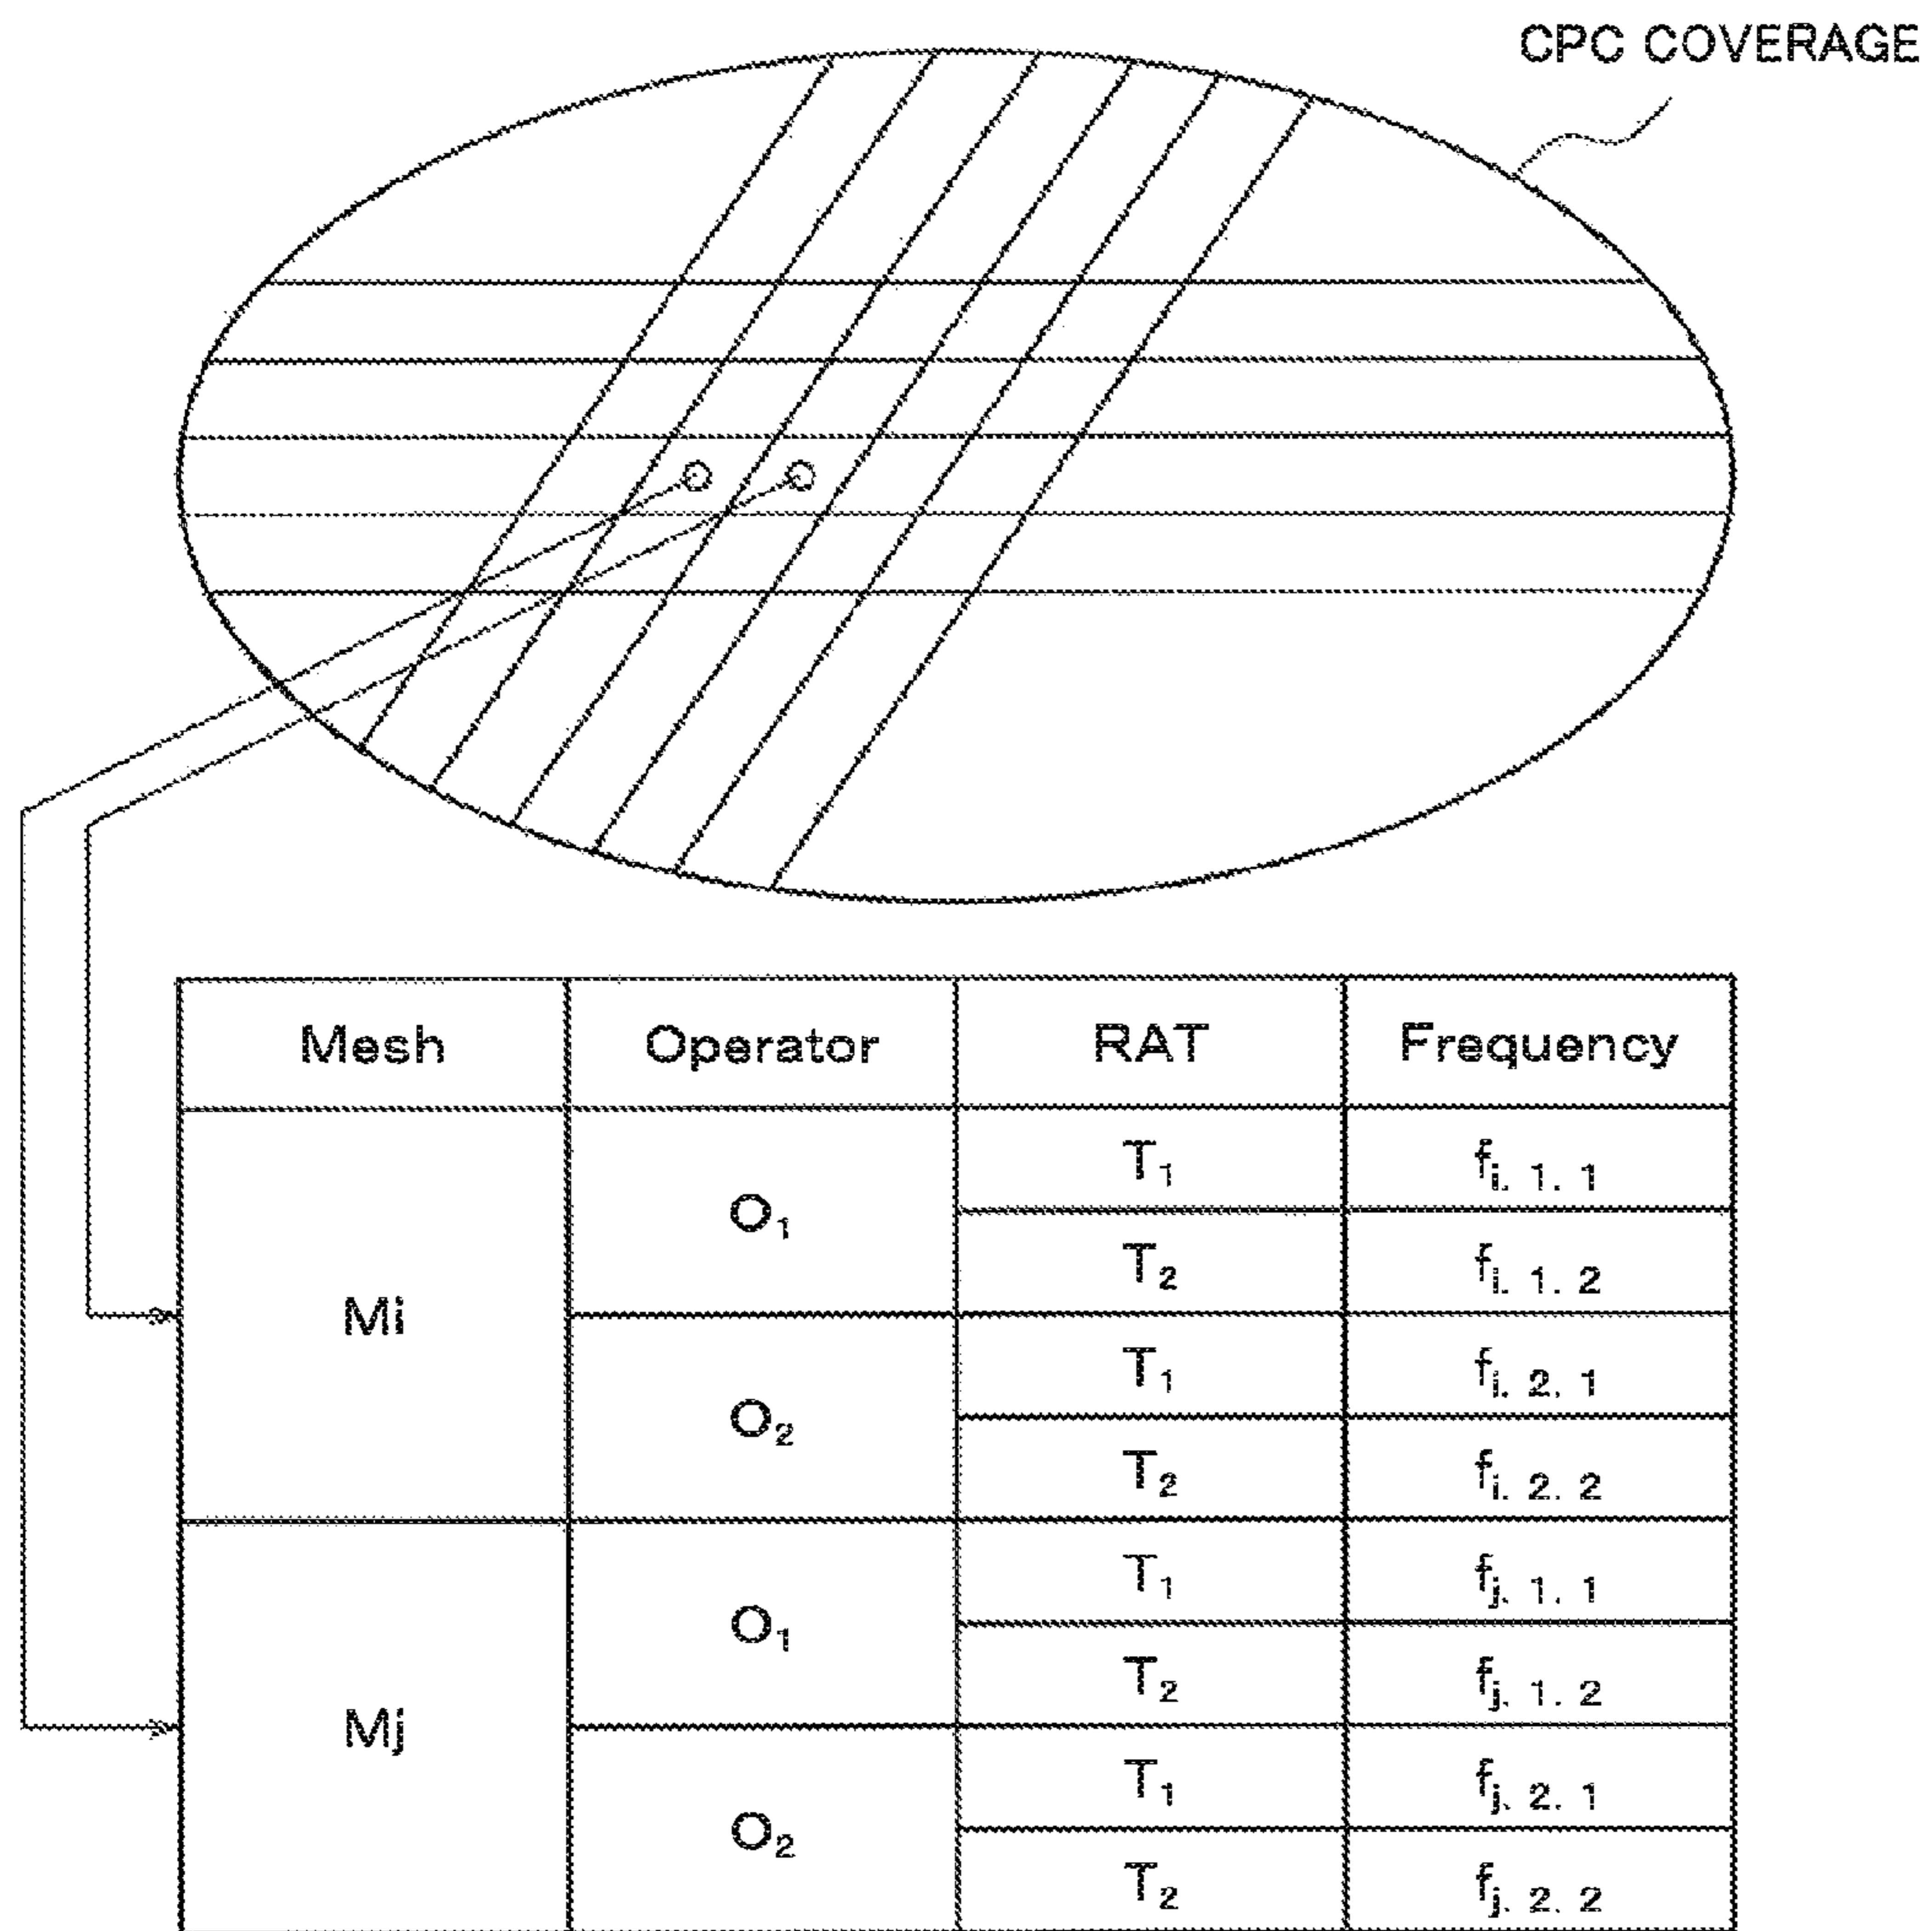 CPC COVERAGE
Mesh Operator RAT Frequency
Mi O₁ T₁ fi. 1. 1
T₂ fi. 1. 2
O₂ T₁ fi. 2. 1
T₂ fi. 2. 2
Mj O₁ T₁ fj. 1. 1
T₂ fj. 1. 2
O₂ T₁ fj. 2. 1
T₂ fj. 2. 2